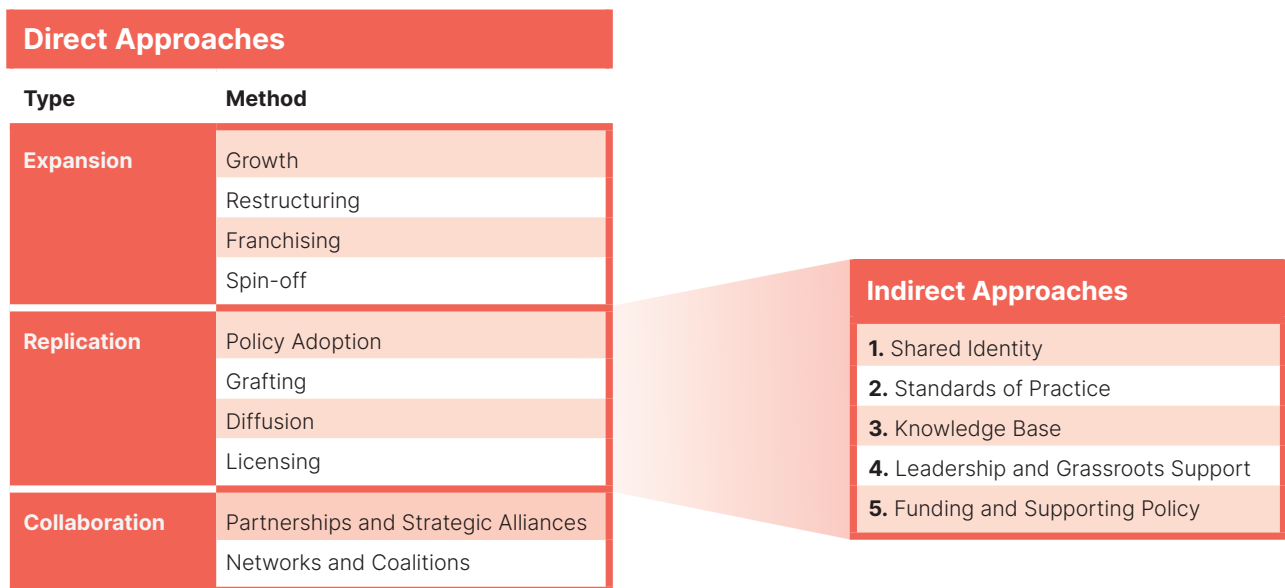 Direct Approaches
Type Method
Expansion Growth
Restructuring
Franchising
Spin-off
Replication Policy Adoption
Grafting
Diffusion
Licensing
Collaboration Partnerships and Strategic Alliances
Networks and Coalitions
Indirect Approaches
1. Shared Identity
2. Standards of Practice
3. Knowledge Base
4. Leadership and Grassroots Support
5. Funding and Supporting Policy